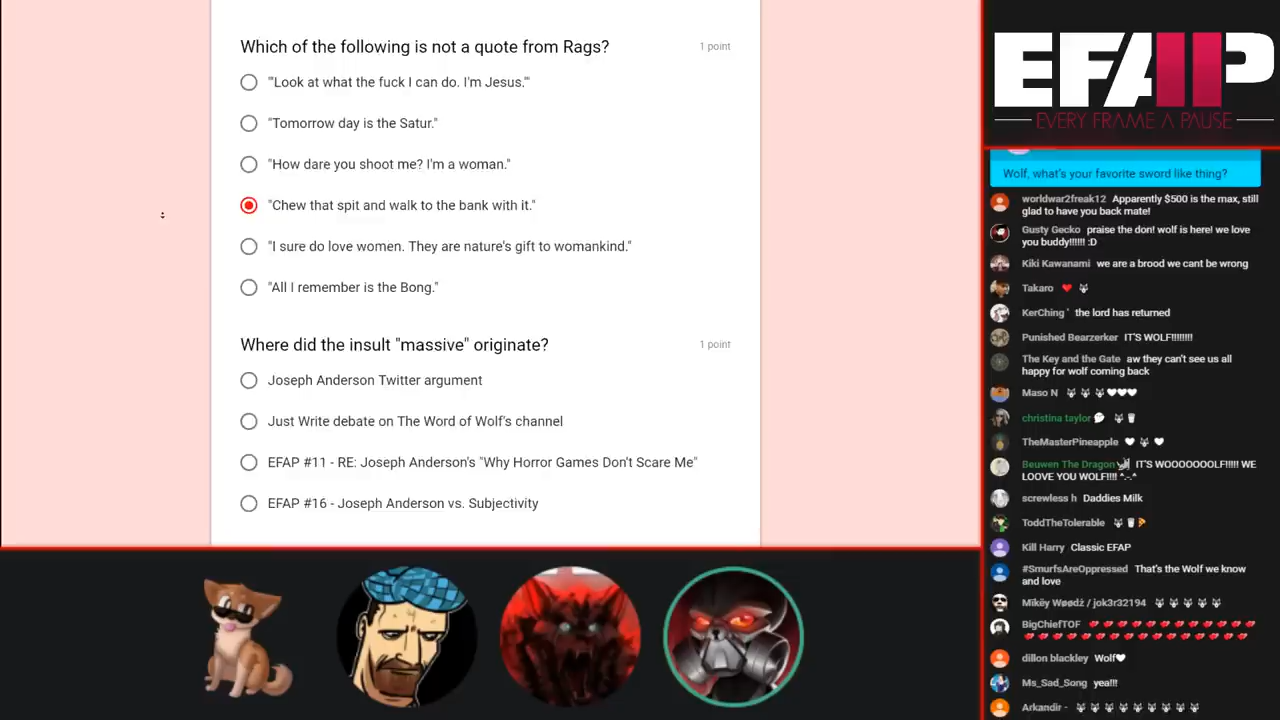 Which of the following is not a quote from Rags?
1 point
"'Look at what the fuck I can do. I'm Jesus.'"
"Tomorrow day is the Satur."
"How dare you shoot me? I'm a woman."
"Chew that spit and walk to the bank with it."
"I sure do love women. They are nature's gift to womankind."
"All I remember is the Bong."
Where did the insult "massive" originate?
1 point
Joseph Anderson Twitter argument
Just Write debate on The Word of Wolf's channel
EFAP #11 - RE: Joseph Anderson's "Why Horror Games Don't Scare Me"
EFAP #16 - Joseph Anderson vs. Subjectivity
EFAP
EVERY FRAME A PAUSE
Wolf, what's your favorite sword like thing?
worldwar2freak12 Apparently $500 is the max, still
glad to have you back mate!
Gusty Gecko praise the don! wolf is here! we love
you buddy!!!!!! :D
Kiki Kawanami we are a brood we cant be wrong
Takaro
KerChing ' the lord has returned
Punished Bearzerker IT'S WOLF!!!!!!!!
The Key and the Gate aw they can't see us all
happy for wolf coming back
Maso N
christina taylor
TheMasterPineapple
Beuwen The Dragon IT'S WOOOOOOOLF!!!!! WE
LOOVE YOU WOLF!!!! ^.-.^
screwless h Daddies Milk
ToddTheTolerable
Kill Harry Classic EFAP
#SmurfsAreOppressed That's the Wolf we know
and love
Mikëy Wøødż / jok3r32194
BigChiefTOF
dillon blackley Wolf
Ms_Sad_Song yea!!!
Arkandir -